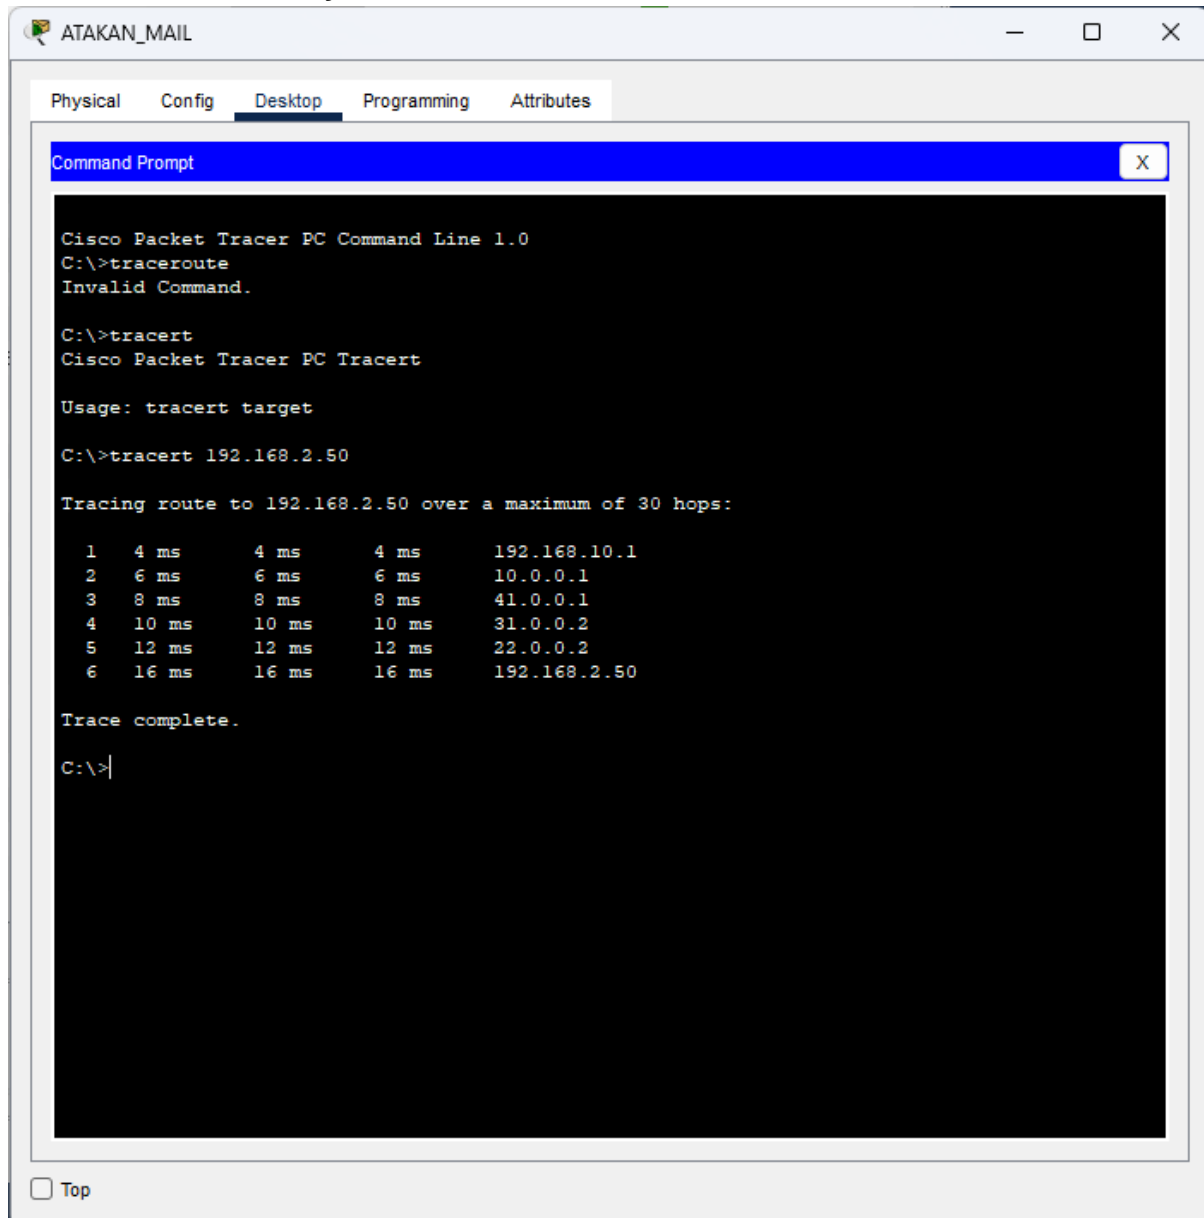 ATAKAN_MAIL
Physical Config Desktop Programming Attributes
Command Prompt X
Cisco Packet Tracer PC Command Line 1.0
C:\>traceroute
Invalid Command.
C:\>tracert
Cisco Packet Tracer PC Tracert
Usage: tracert target
C:\>tracert 192.168.2.50
Tracing route to 192.168.2.50 over a maximum of 30 hops:
1 4 ms 4 ms 4 ms 192.168.10.1
2 6 ms 6 ms 6 ms 10.0.0.1
3 8 ms 8 ms 8 ms 41.0.0.1
4 10 ms 10 ms 10 ms 31.0.0.2
5 12 ms 12 ms 12 ms 22.0.0.2
6 16 ms 16 ms 16 ms 192.168.2.50
Trace complete.
C:\>
Top